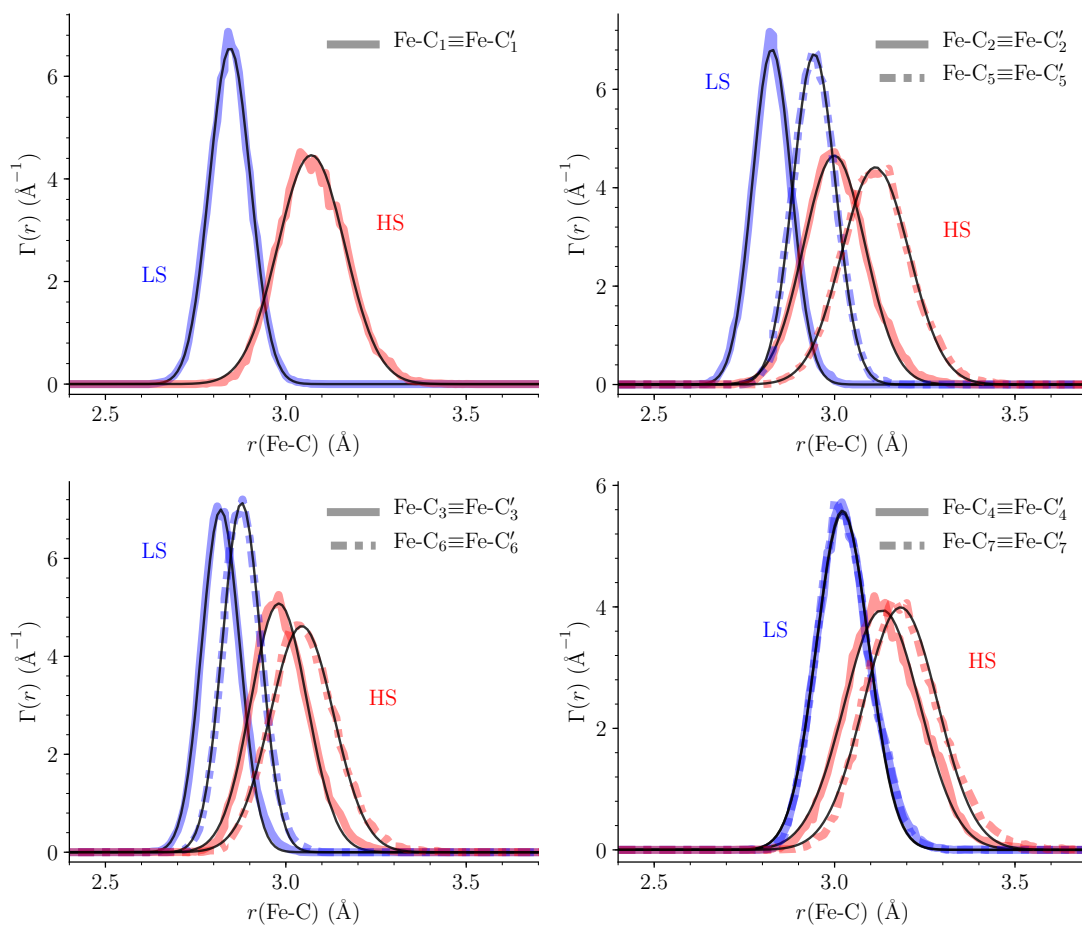 Fe-C₁≡Fe-C′₁
LS
HS
Γ(r) (Å⁻¹)
0
2
4
6
2.5
3.0
3.5
r(Fe-C) (Å)
Fe-C₂≡Fe-C′₂
Fe-C₅≡Fe-C′₅
LS
HS
Γ(r) (Å⁻¹)
0
2
4
6
2.5
3.0
3.5
r(Fe-C) (Å)
Fe-C₃≡Fe-C′₃
Fe-C₆≡Fe-C′₆
LS
HS
Γ(r) (Å⁻¹)
0
2
4
6
2.5
3.0
3.5
r(Fe-C) (Å)
Fe-C₄≡Fe-C′₄
Fe-C₇≡Fe-C′₇
LS
HS
Γ(r) (Å⁻¹)
0
2
4
6
2.5
3.0
3.5
r(Fe-C) (Å)